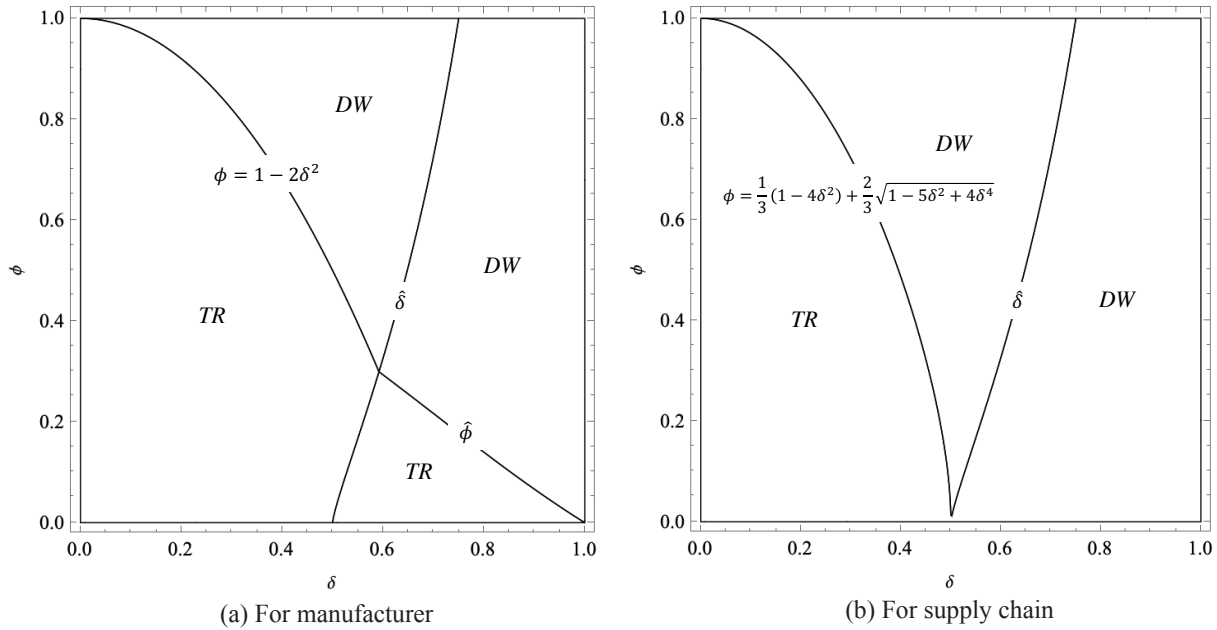 1.0
0.8
0.6
0.4
0.2
0.0
ϕ
0.0 0.2 0.4 0.6 0.8 1.0
δ
DW
ϕ = 1 − 2δ²
DW
δ̂
TR
ϕ̂
TR
(a) For manufacturer
1.0
0.8
0.6
0.4
0.2
0.0
ϕ
0.0 0.2 0.4 0.6 0.8 1.0
δ
DW
ϕ = 1/3 (1 − 4δ²) + 2/3 √(1 − 5δ² + 4δ⁴)
δ̂
DW
TR
(b) For supply chain